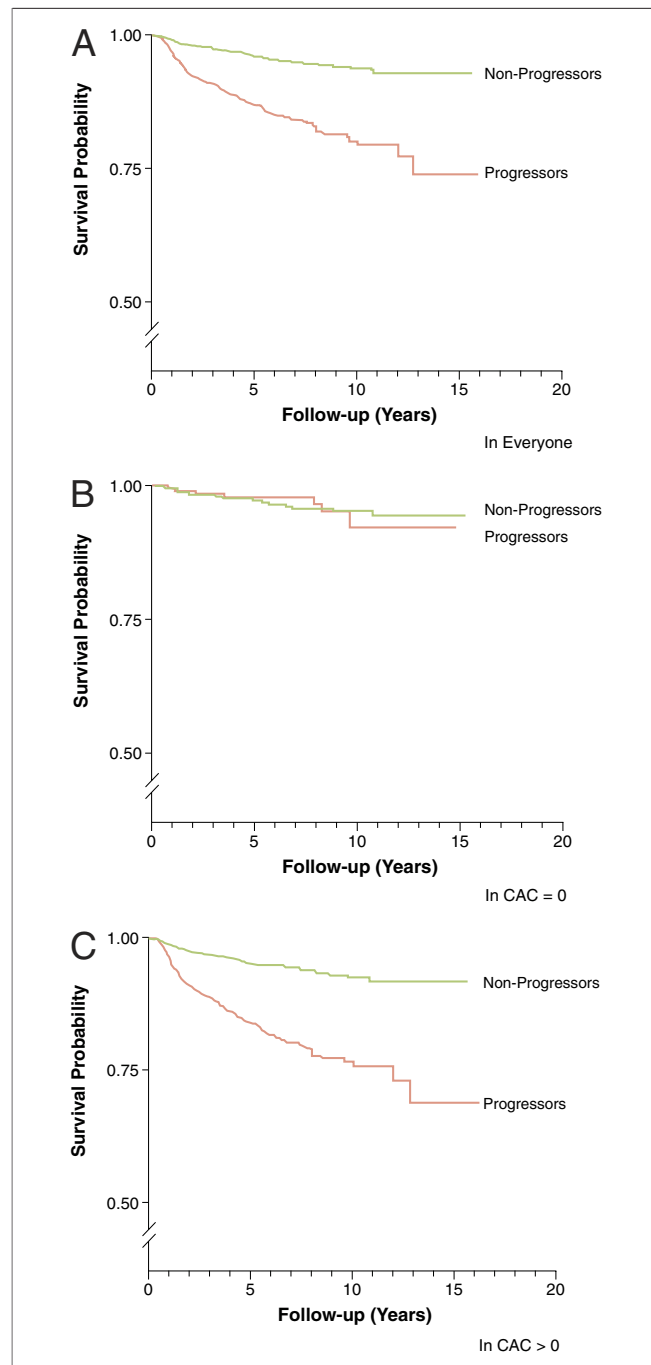 A
1.00
Non-Progressors
Progressors
0.75
0.50
Survival Probability
0 5 10 15 20
Follow-up (Years)
In Everyone
B
1.00
Non-Progressors
Progressors
0.75
0.50
Survival Probability
0 5 10 15 20
Follow-up (Years)
In CAC = 0
C
1.00
Non-Progressors
0.75
Progressors
0.50
Survival Probability
0 5 10 15 20
Follow-up (Years)
In CAC > 0